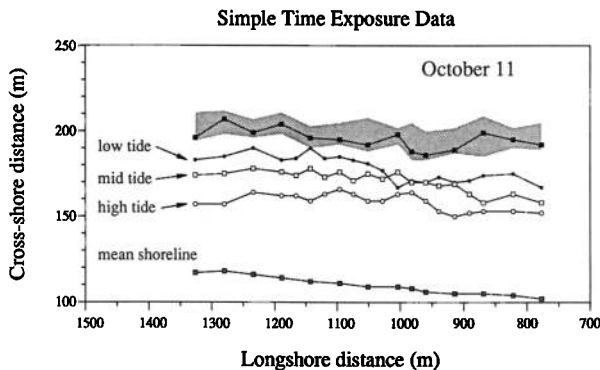 Simple Time Exposure Data
Cross-shore distance (m)
250
200
150
100
October 11
low tide
mid tide
high tide
mean shoreline
1500 1400 1300 1200 1100 1000 900 800 700
Longshore distance (m)